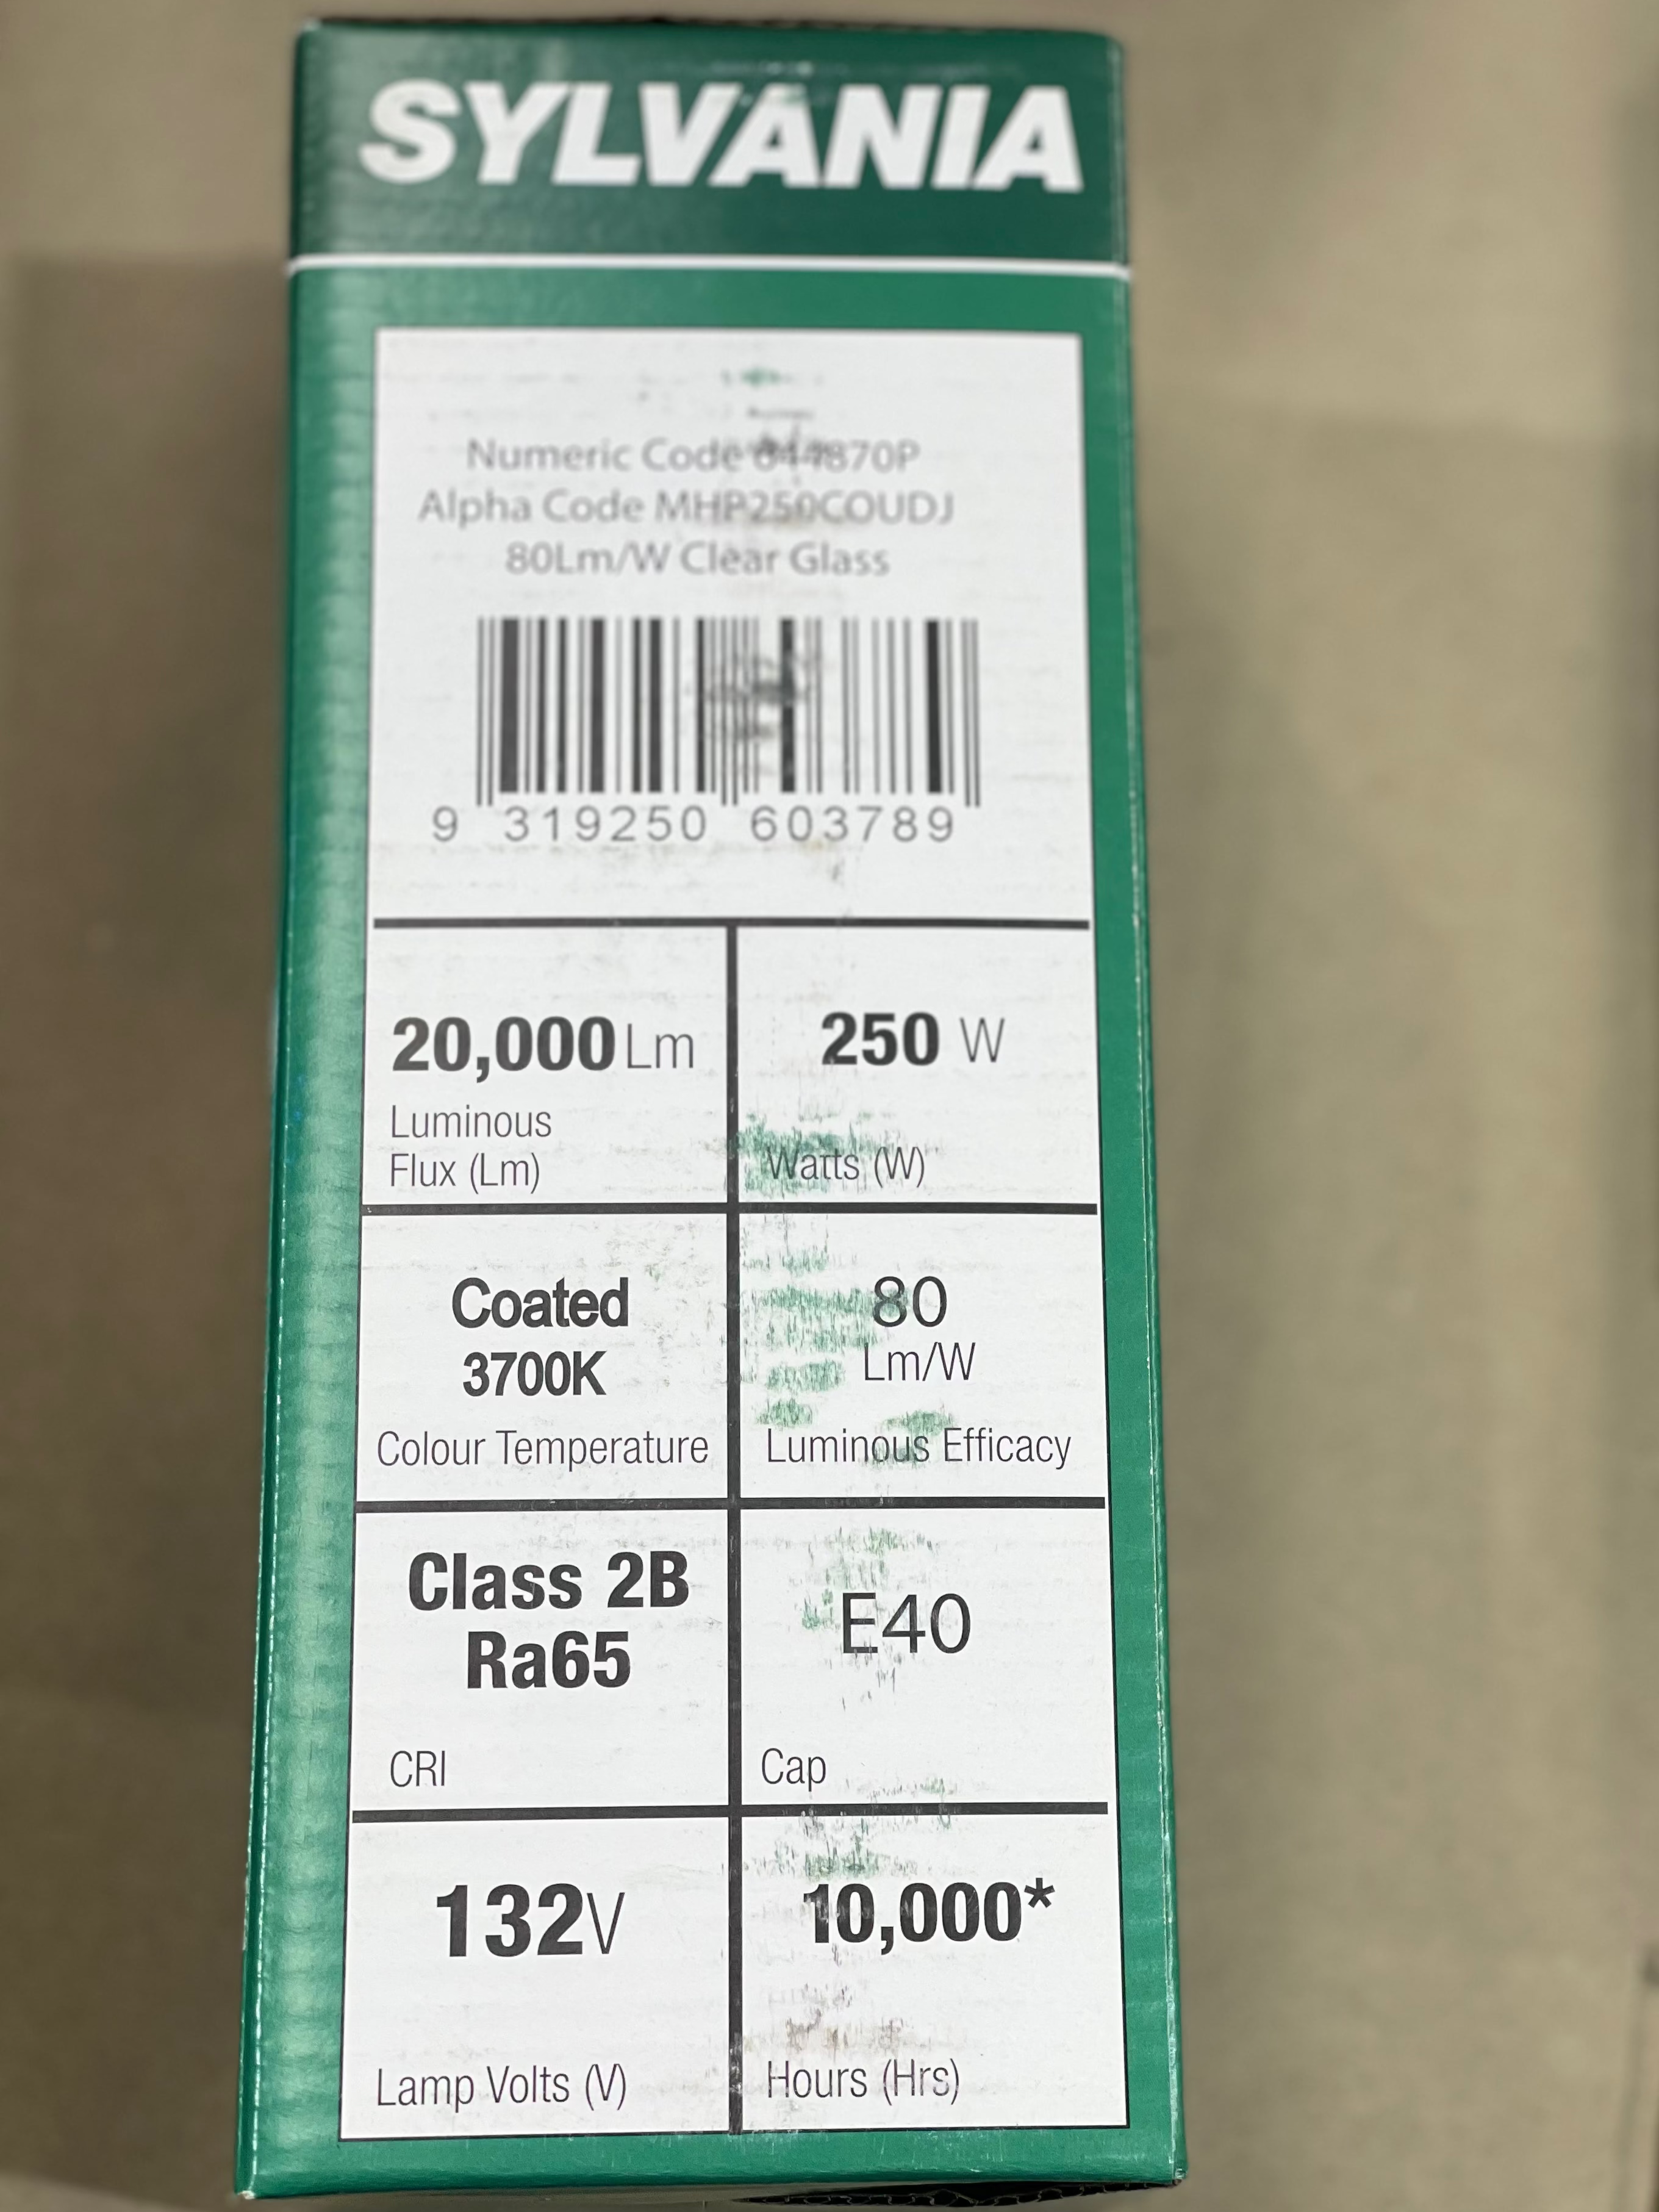 SYLVANIA
Numeric Code 044870P
Alpha Code MHP250COUDJ
80Lm/W Clear Glass
9 319250 603789
20,000 Lm
Luminous
Flux (Lm)
250 W
Watts (W)
Coated
3700K
Colour Temperature
80
Lm/W
Luminous Efficacy
Class 2B
Ra65
CRI
E40
Cap
132V
Lamp Volts (V)
10,000*
Hours (Hrs)